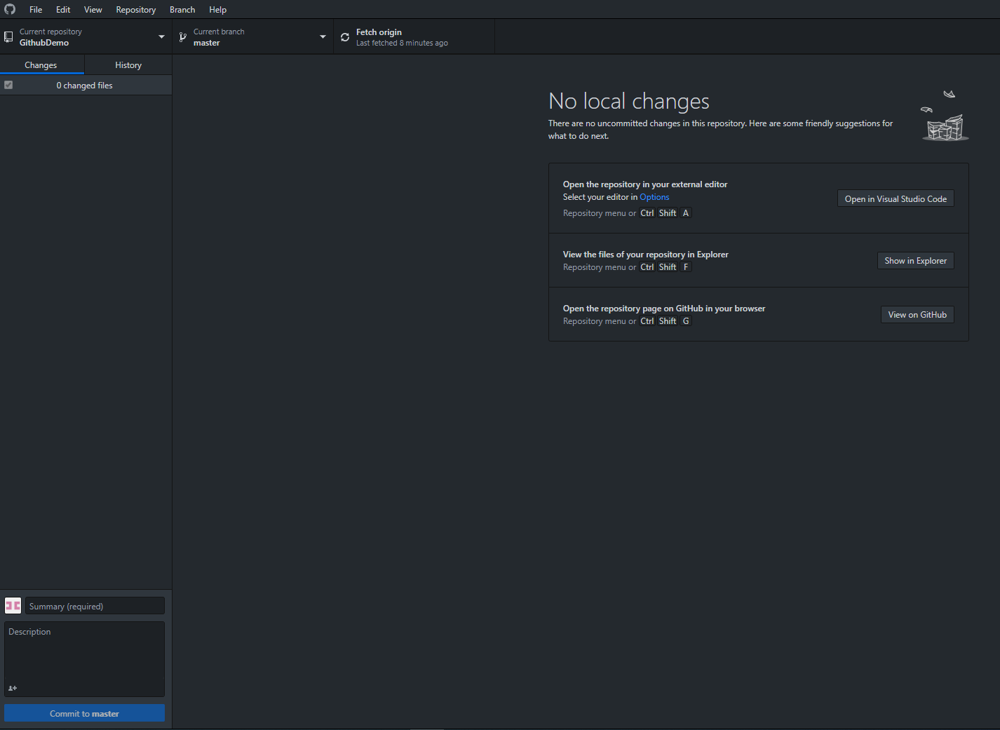 File Edit View Repository Branch Help
Current repository
GithubDemo
Current branch
master
Fetch origin
Last fetched 8 minutes ago
Changes History
0 changed files
No local changes
There are no uncommitted changes in this repository. Here are some friendly suggestions for
what to do next.
Open the repository in your external editor
Select your editor in Options
Repository menu or Ctrl Shift A
Open in Visual Studio Code
View the files of your repository in Explorer
Repository menu or Ctrl Shift F
Show in Explorer
Open the repository page on GitHub in your browser
Repository menu or Ctrl Shift G
View on GitHub
Summary (required)
Description
Commit to master